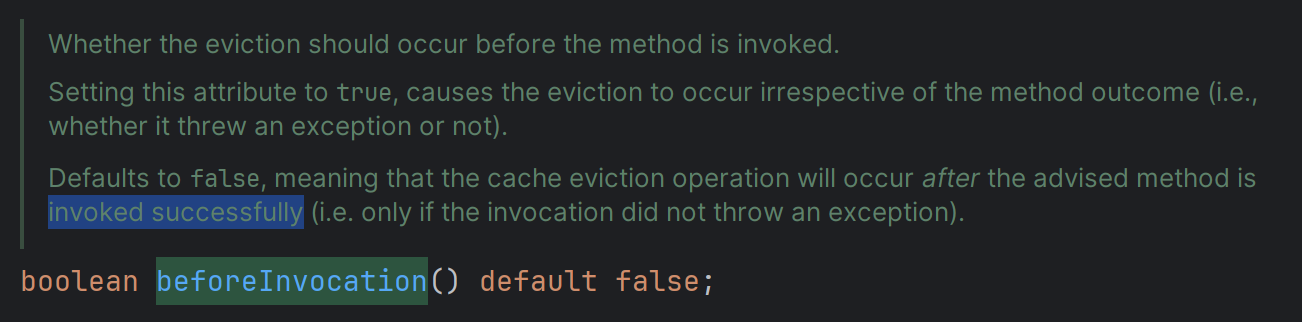 Whether the eviction should occur before the method is invoked.
Setting this attribute to true, causes the eviction to occur irrespective of the method outcome (i.e.,
whether it threw an exception or not).
Defaults to false, meaning that the cache eviction operation will occur after the advised method is
invoked successfully (i.e. only if the invocation did not throw an exception).
boolean beforeInvocation() default false;